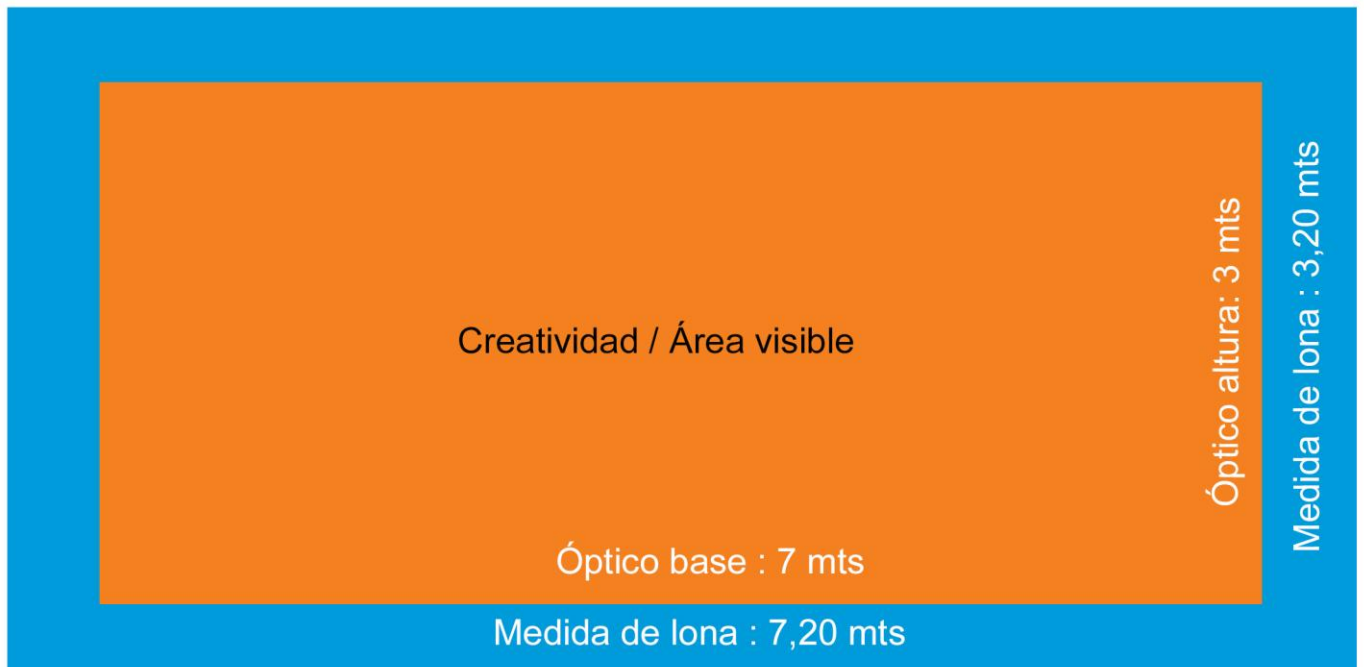 Creatividad / Área visible
Óptico altura: 3 mts
Medida de lona : 3,20 mts
Óptico base : 7 mts
Medida de lona : 7,20 mts